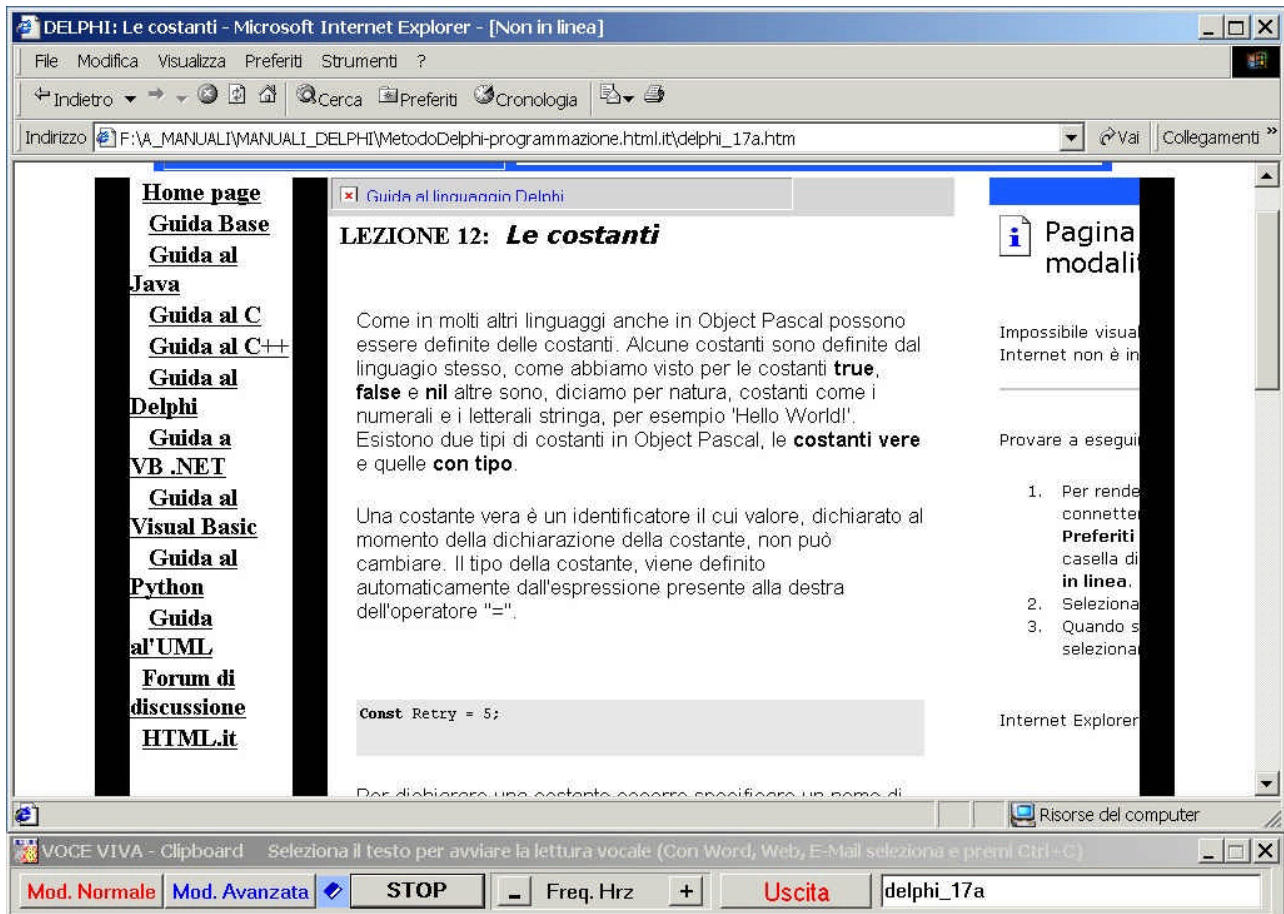 DELPHI: Le costanti - Microsoft Internet Explorer - [Non in linea]
File Modifica Visualizza Preferiti Strumenti ?
Indietro Cerca Preferiti Cronologia
Indirizzo F:\A_MANUALI\MANUALI_DELPHI\MetodoDelphi-programmazione.html.it\delphi_17a.htm Vai Collegamenti »
Home page
Guida Base
Guida al
Java
Guida al C
Guida al C++
Guida al
Delphi
Guida a
VB .NET
Guida al
Visual Basic
Guida al
Python
Guida
al'UML
Forum di
discussione
HTML.it
Guida al linguaggio Delphi
LEZIONE 12: Le costanti
Come in molti altri linguaggi anche in Object Pascal possono
essere definite delle costanti. Alcune costanti sono definite dal
linguagio stesso, come abbiamo visto per le costanti true,
false e nil altre sono, diciamo per natura, costanti come i
numerali e i letterali stringa, per esempio 'Hello World!'.
Esistono due tipi di costanti in Object Pascal, le costanti vere
e quelle con tipo.
Una costante vera è un identificatore il cui valore, dichiarato al
momento della dichiarazione della costante, non può
cambiare. Il tipo della costante, viene definito
automaticamente dall'espressione presente alla destra
dell'operatore "=".
Const Retry = 5;
Per dichiarare una costante occorre specificare un nome di
Pagina
modalit
Impossibile visual
Internet non è in
Provare a esegui
1. Per rende
connette
Preferiti
casella di
in linea.
2. Seleziona
3. Quando s
selezionar
Internet Explorer
Risorse del computer
VOCE VIVA - Clipboard Seleziona il testo per avviare la lettura vocale (Con Word, Web, E-Mail seleziona e premi Ctrl+C)
Mod. Normale Mod. Avanzata STOP - Freq. Hrz + Uscita delphi_17a